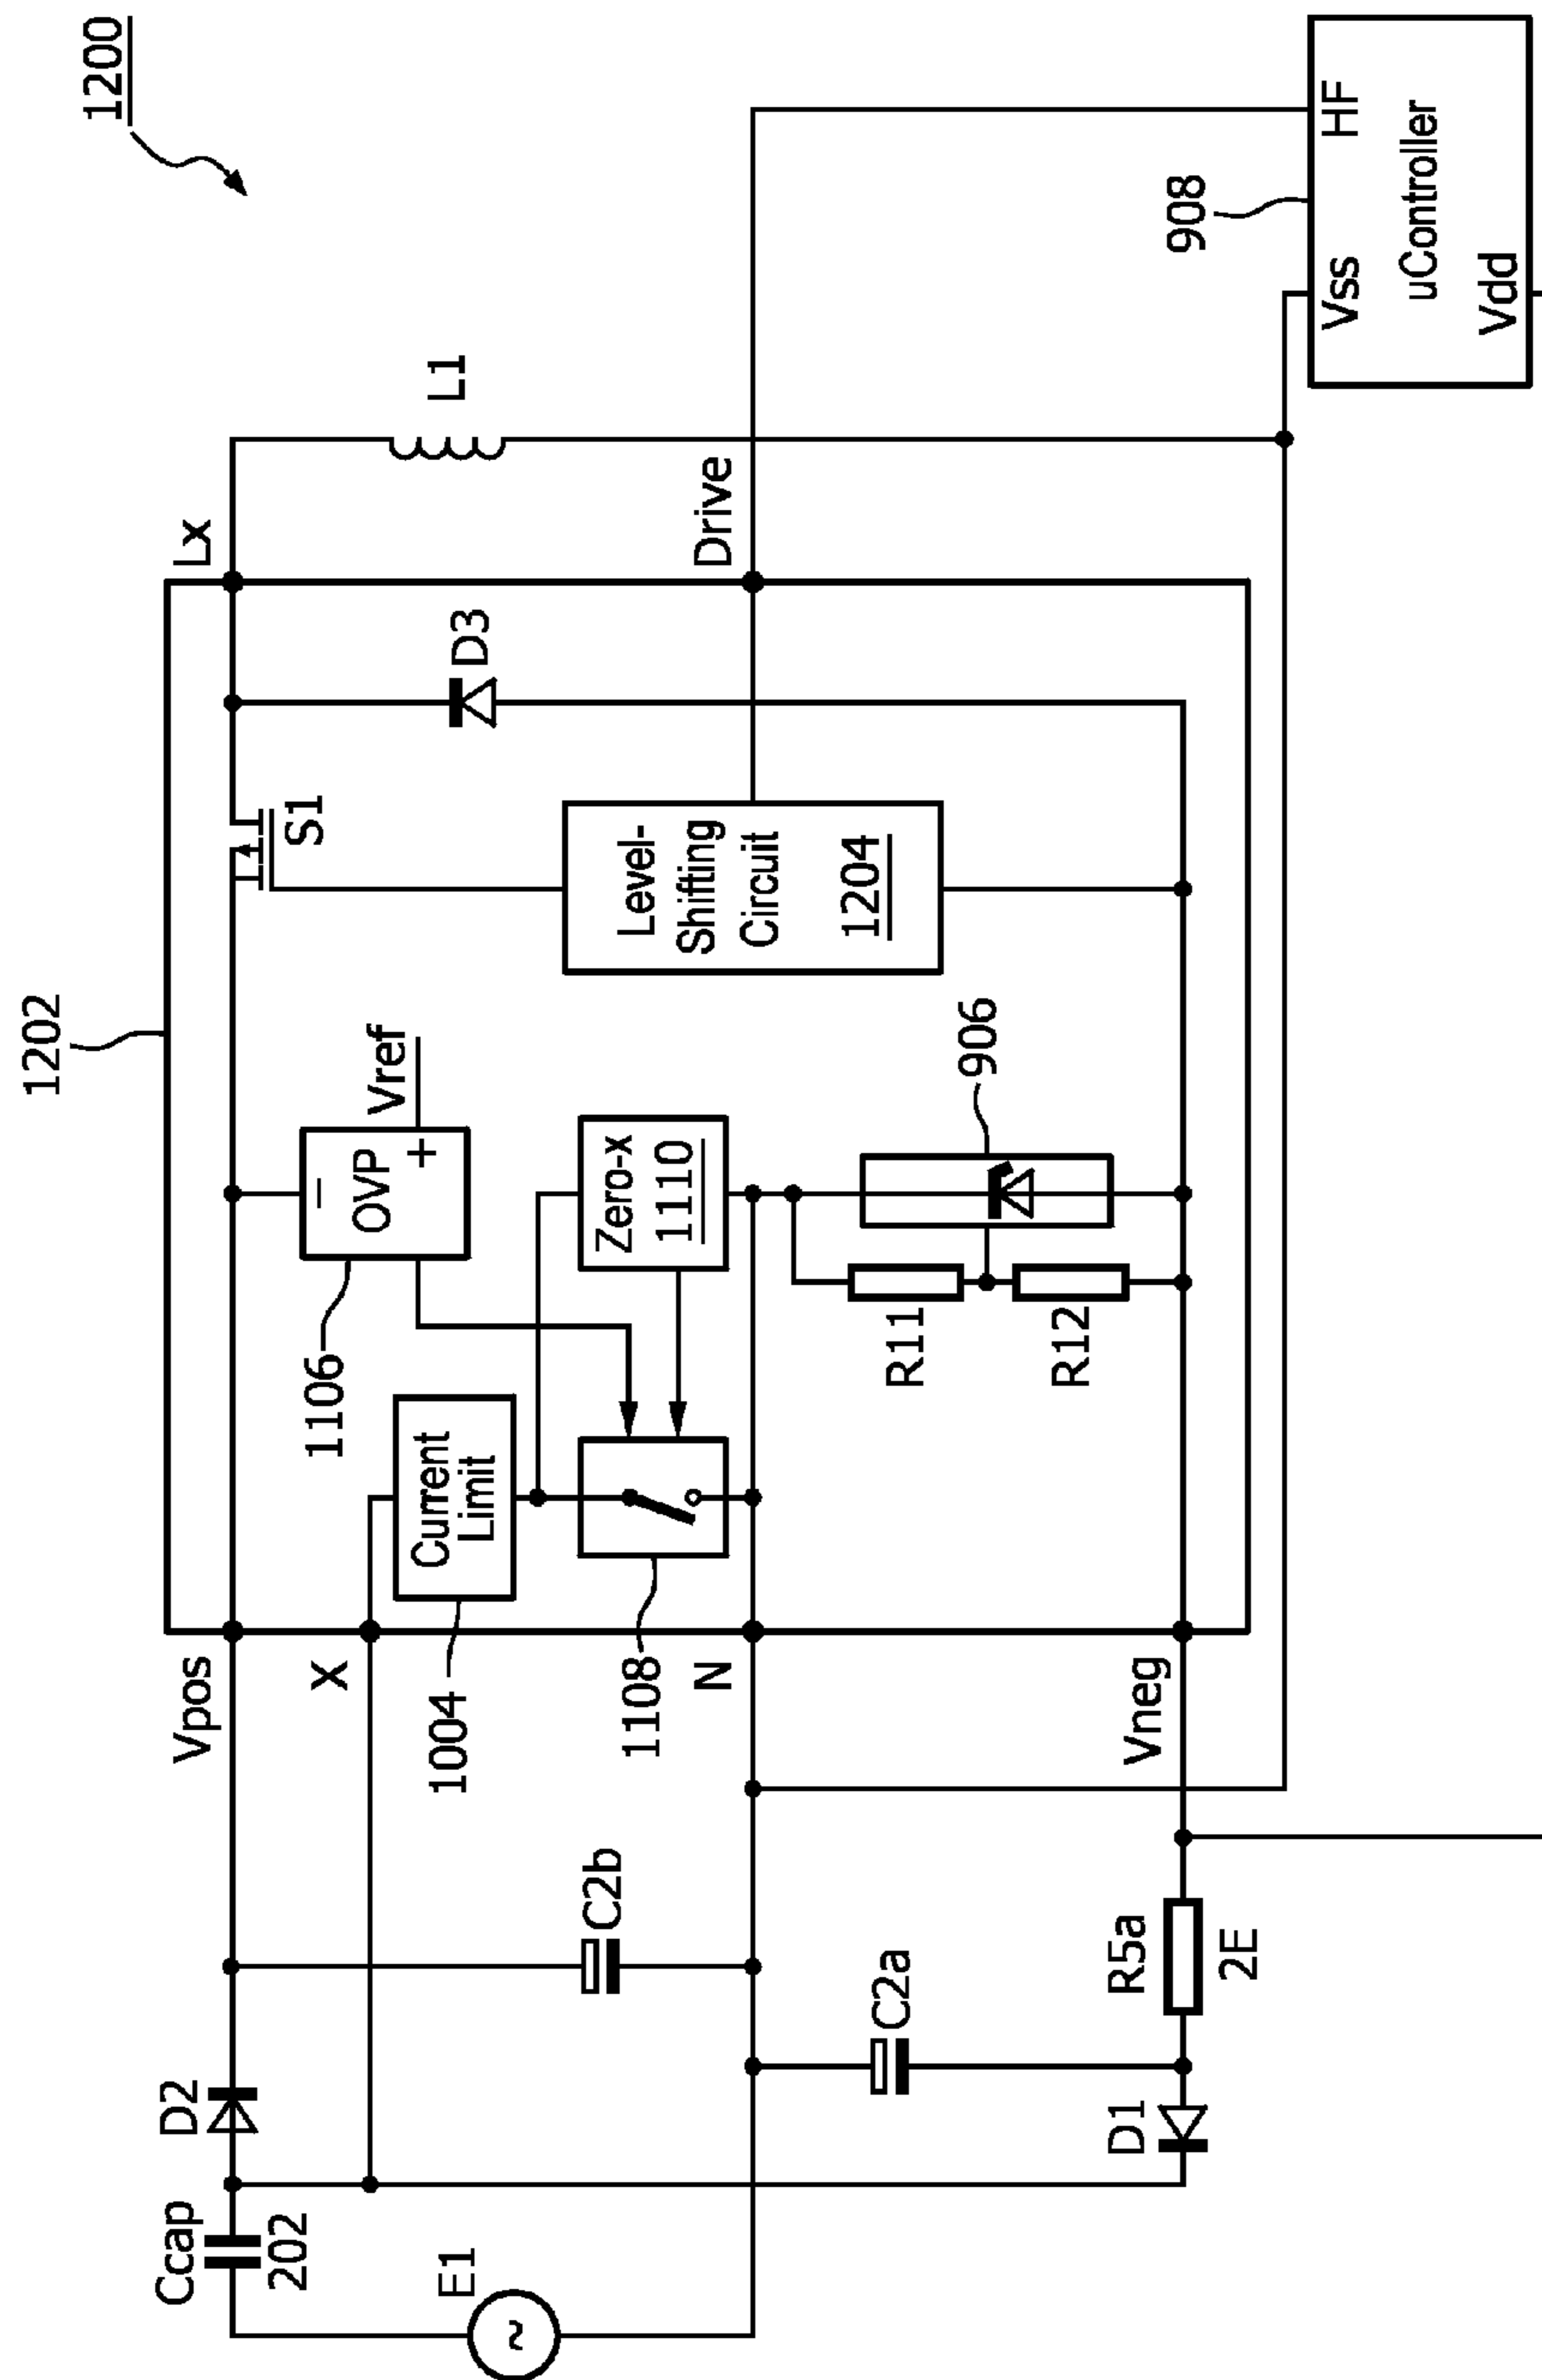 1200
1202
Ccap
202
D2
Vpos
Lx
X
1106
OVP
−
+
Vref
S1
D3
L1
E1
C2b
1004
Current
Limit
1108
N
Zero-x
1110
Level-
Shifting
Circuit
1204
Drive
C2a
R11
R12
906
D1
R5a
2E
Vneg
908
Vss
HF
uController
Vdd